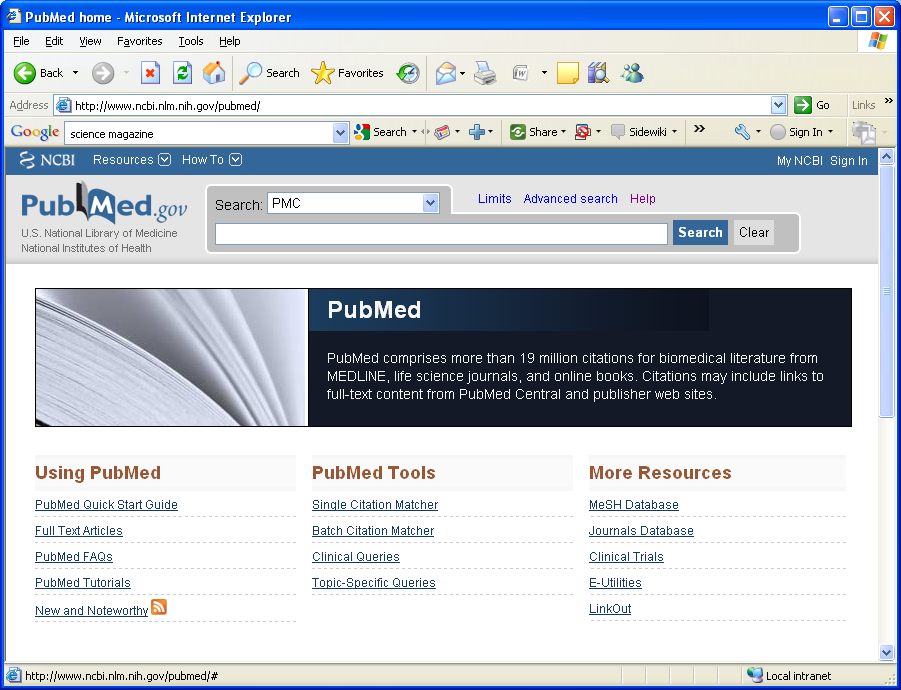 PubMed home - Microsoft Internet Explorer
File Edit View Favorites Tools Help
Back Search Favorites
Address http://www.ncbi.nlm.nih.gov/pubmed/ Go Links »
Google science magazine Search Share Sidewiki » Sign In
NCBI Resources How To My NCBI Sign In
PubMed.gov
U.S. National Library of Medicine
National Institutes of Health
Search: PMC Limits Advanced search Help
Search Clear
PubMed
PubMed comprises more than 19 million citations for biomedical literature from
MEDLINE, life science journals, and online books. Citations may include links to
full-text content from PubMed Central and publisher web sites.
Using PubMed
PubMed Quick Start Guide
Full Text Articles
PubMed FAQs
PubMed Tutorials
New and Noteworthy
PubMed Tools
Single Citation Matcher
Batch Citation Matcher
Clinical Queries
Topic-Specific Queries
More Resources
MeSH Database
Journals Database
Clinical Trials
E-Utilities
LinkOut
http://www.ncbi.nlm.nih.gov/pubmed/# Local intranet